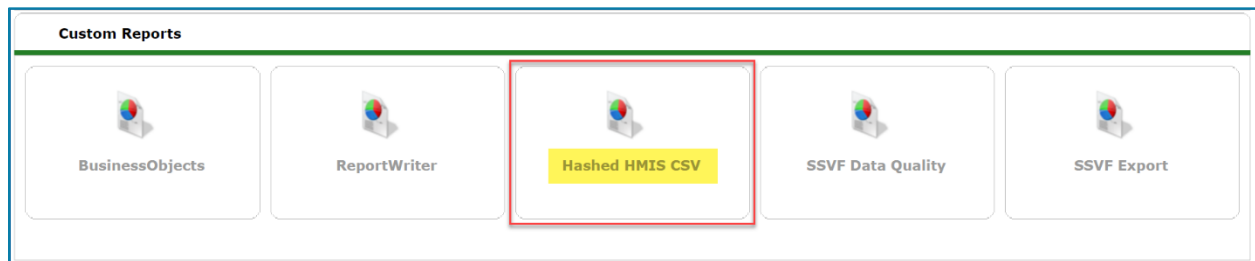 Custom Reports
BusinessObjects
ReportWriter
Hashed HMIS CSV
SSVF Data Quality
SSVF Export